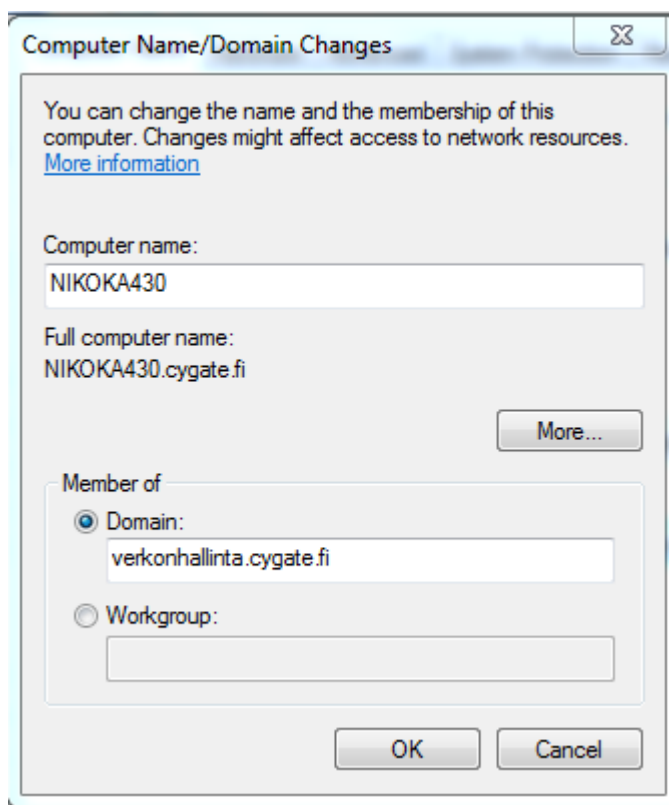 Computer Name/Domain Changes
You can change the name and the membership of this
computer. Changes might affect access to network resources.
More information
Computer name:
NIKOKA430
Full computer name:
NIKOKA430.cygate.fi
More...
Member of
Domain:
verkonhallinta.cygate.fi
Workgroup:
OK
Cancel